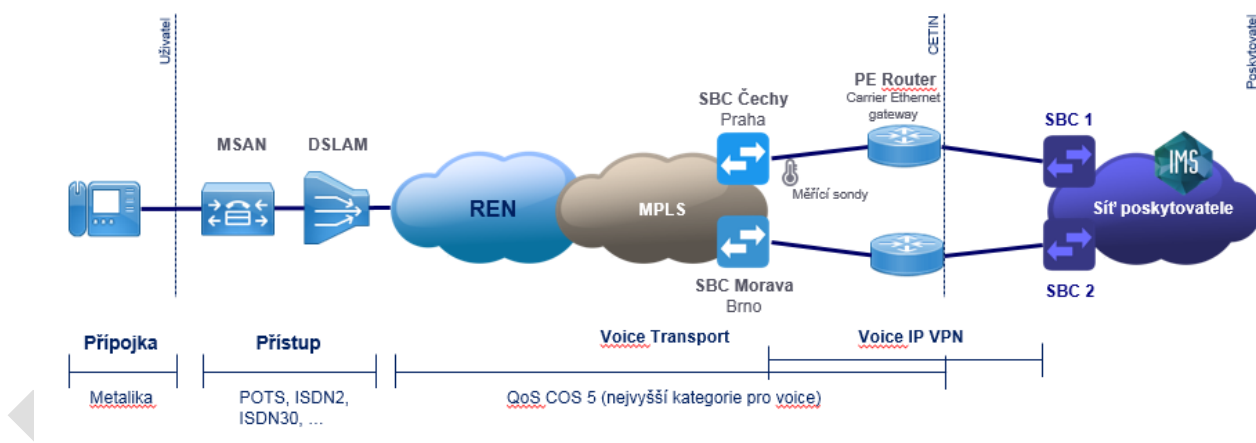 Uživatel
CETIN
Poskytovatel
PE Router
Carrier Ethernet
gateway
SBC Čechy
Praha
SBC 1
MSAN
DSLAM
IMS
Měřící sondy
REN
MPLS
Síť poskytovatele
SBC Morava
Brno
SBC 2
Přípojka
Přístup
Voice Transport
Voice IP VPN
Metalika
POTS, ISDN2,
ISDN30, ...
QoS COS 5 (nejvyšší kategorie pro voice)